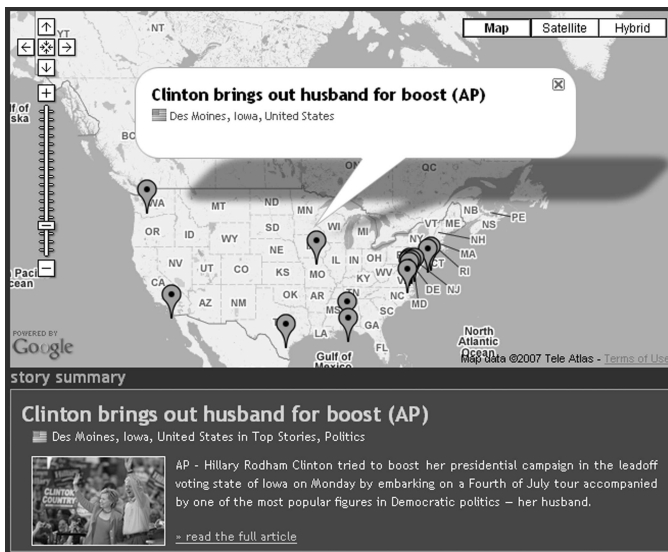 NT
YT
Map Satellite Hybrid
Clinton brings out husband for boost (AP)
Des Moines, Iowa, United States
lf of
ska
BC
ON
QC
WA
MT
ND
MN
NB
PE
NS
VT
ME
OR
ID
WY
SD
WI
MI
NY
NH
MA
NE
NV
UT
CO
KS
MO
IL
IN
OH
KY
WV
CT
RI
NJ
DE
MD
CA
AZ
NM
OK
AR
TN
NC
SC
MS
GA
LA
FL
Pacif
cean
Gulf of
Mexico
North
Atlantic
Ocean
POWERED BY
Google
Map data ©2007 Tele Atlas - Terms of Use
story summary
Clinton brings out husband for boost (AP)
Des Moines, Iowa, United States in Top Stories, Politics
CLINTON
COUNTRY
AP - Hillary Rodham Clinton tried to boost her presidential campaign in the leadoff
voting state of Iowa on Monday by embarking on a Fourth of July tour accompanied
by one of the most popular figures in Democratic politics — her husband.
» read the full article